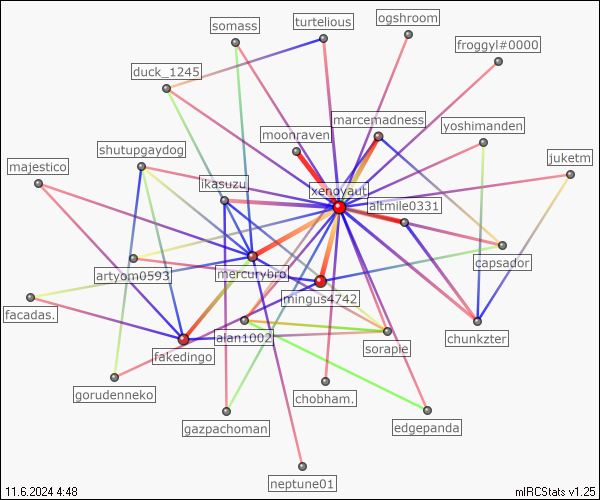 ogshroom
turtelious
somass
froggyl#0000
duck_1245
marcemadness
yoshimanden
moonraven
shutupgaydog
juketm
majestico
ikasuzu
xenoyaut
altmile0331
capsador
artyom0593
mercurybro
mingus4742
facadas.
alan1002
chunkzter
sorapie
fakedingo
gorudenneko
chobham.
gazpachoman
edgepanda
neptune01
11.6.2024 4:48
mIRCStats v1.25